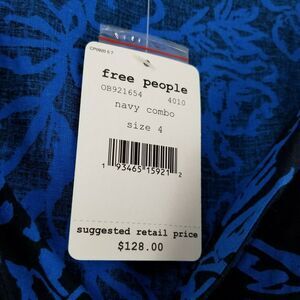 free people
OB921654 4010
navy combo
size 4
1 93465 15921 2
suggested retail price
$128.00